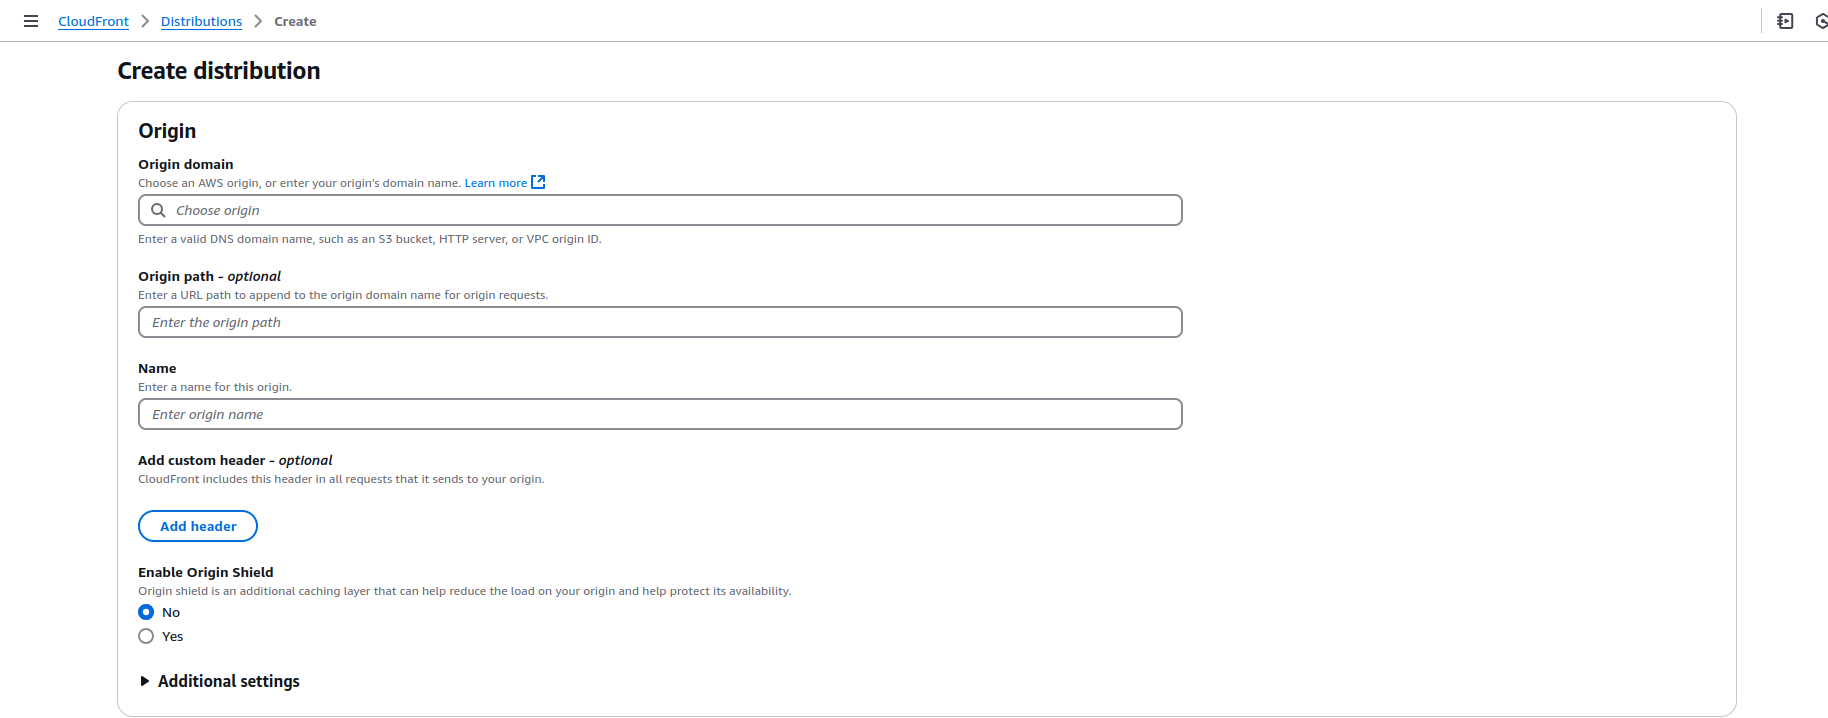 CloudFront > Distributions > Create
Create distribution
Origin
Origin domain
Choose an AWS origin, or enter your origin's domain name. Learn more
Choose origin
Enter a valid DNS domain name, such as an S3 bucket, HTTP server, or VPC origin ID.
Origin path - optional
Enter a URL path to append to the origin domain name for origin requests.
Enter the origin path
Name
Enter a name for this origin.
Enter origin name
Add custom header - optional
CloudFront includes this header in all requests that it sends to your origin.
Add header
Enable Origin Shield
Origin shield is an additional caching layer that can help reduce the load on your origin and help protect its availability.
No
Yes
Additional settings